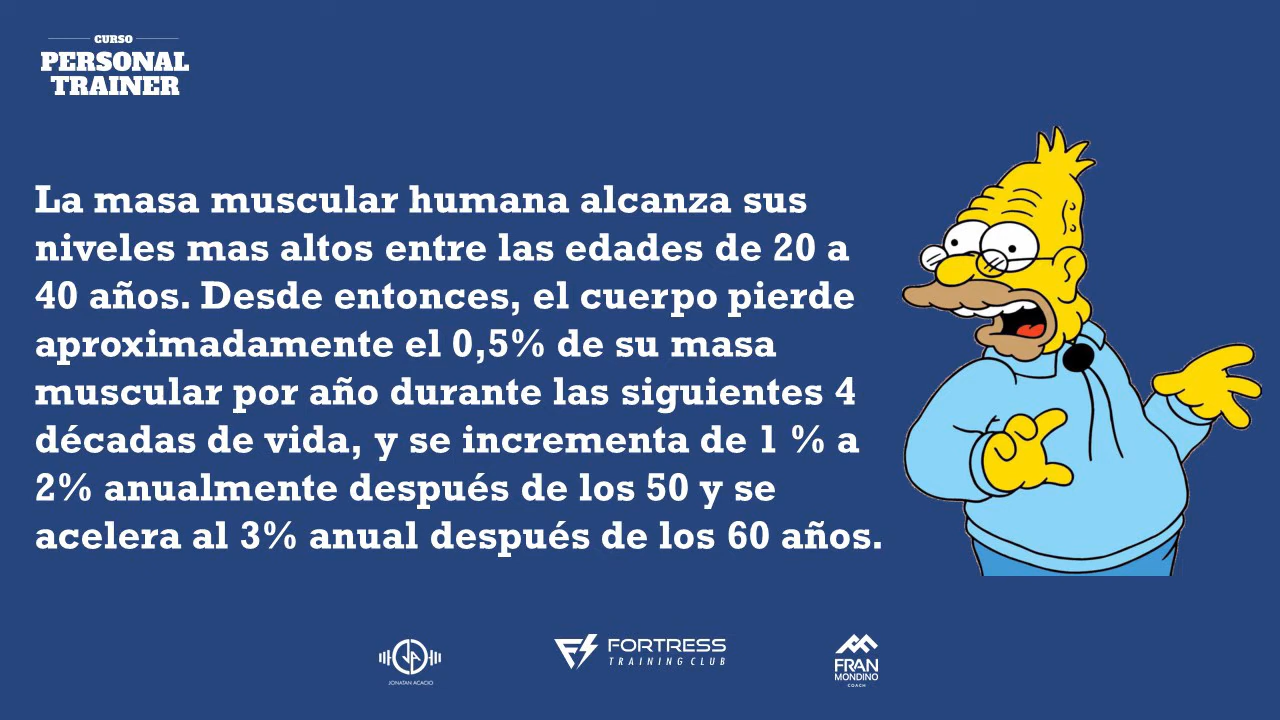 CURSO
PERSONAL
TRAINER
La masa muscular humana alcanza sus
niveles mas altos entre las edades de 20 a
40 años. Desde entonces, el cuerpo pierde
aproximadamente el 0,5% de su masa
muscular por año durante las siguientes 4
décadas de vida, y se incrementa de 1 % a
2% anualmente después de los 50 y se
acelera al 3% anual después de los 60 años.
JONATAN ACACIO
FORTRESS
TRAINING CLUB
FRAN
MONDINO
COACH